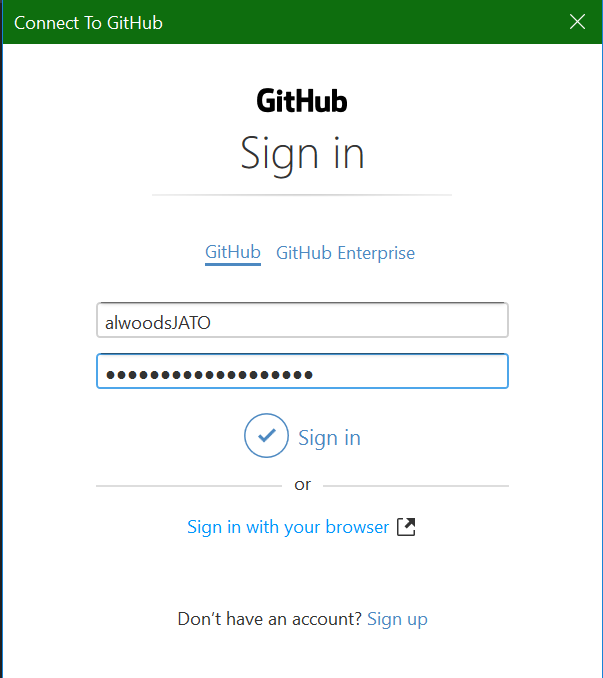 Connect To GitHub
GitHub
Sign in
GitHub GitHub Enterprise
alwoodsJATO
●●●●●●●●●●●●●●●●●●●
Sign in
or
Sign in with your browser
Don't have an account? Sign up